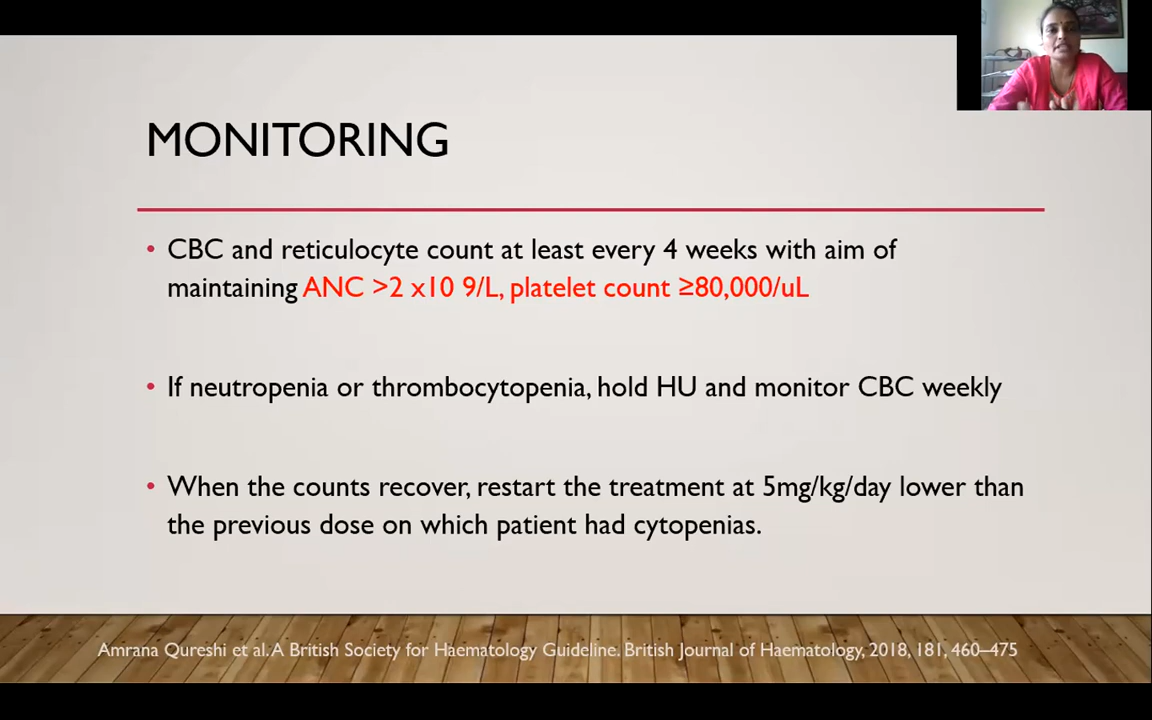 MONITORING
• CBC and reticulocyte count at least every 4 weeks with aim of
maintaining ANC >2 x10 9/L, platelet count ≥80,000/uL
• If neutropenia or thrombocytopenia, hold HU and monitor CBC weekly
• When the counts recover, restart the treatment at 5mg/kg/day lower than
the previous dose on which patient had cytopenias.
Amrana Qureshi et al. A British Society for Haematology Guideline. British Journal of Haematology, 2018, 181, 460–475